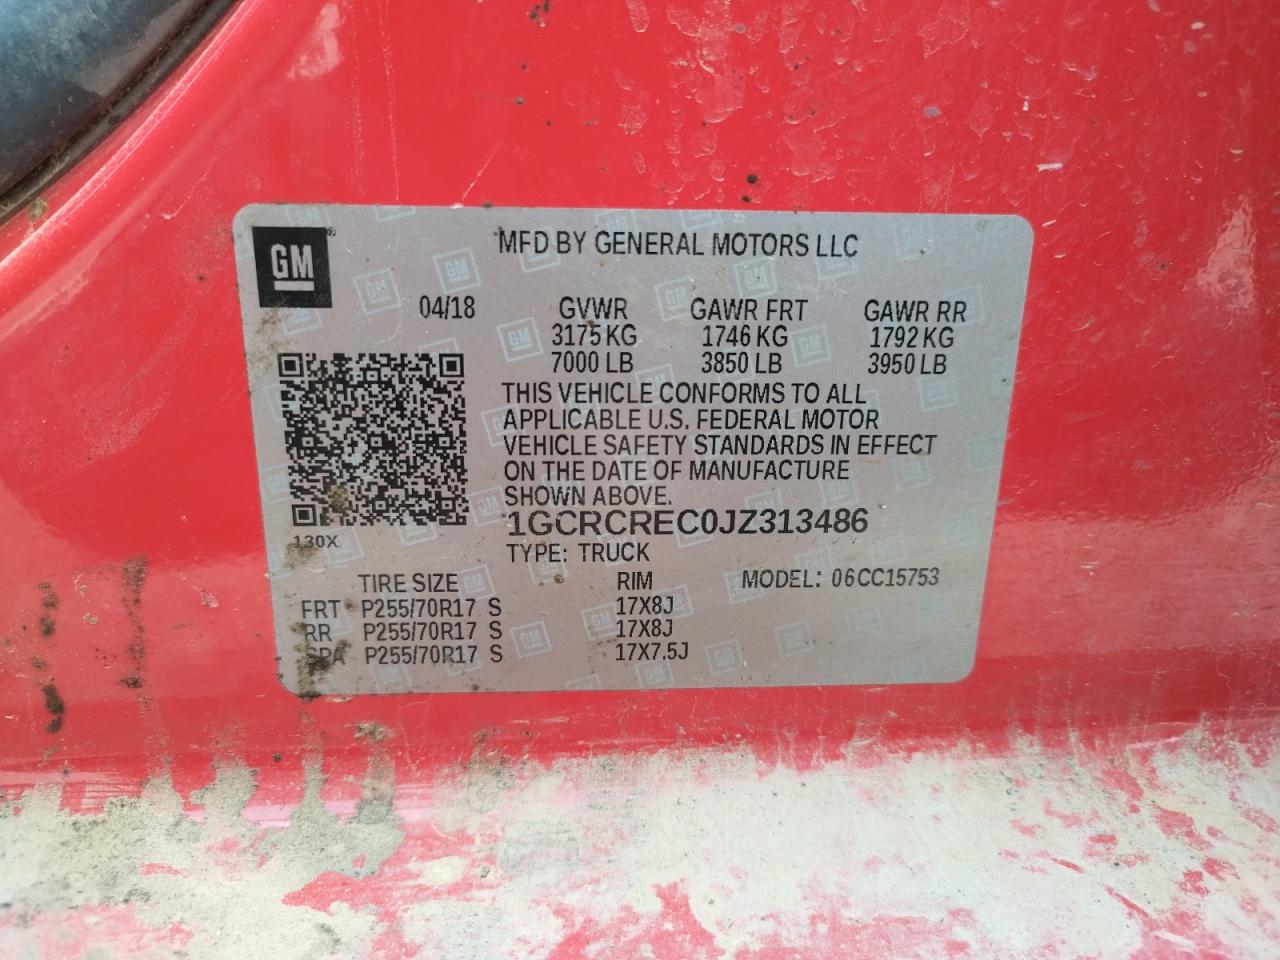 GM
MFD BY GENERAL MOTORS LLC
04/18 GVWR GAWR FRT GAWR RR
3175 KG 1746 KG 1792 KG
7000 LB 3850 LB 3950 LB
THIS VEHICLE CONFORMS TO ALL
APPLICABLE U.S. FEDERAL MOTOR
VEHICLE SAFETY STANDARDS IN EFFECT
ON THE DATE OF MANUFACTURE
SHOWN ABOVE.
1GCRCREC0JZ313486
130X
TYPE: TRUCK
TIRE SIZE RIM MODEL: 06CC15753
FRT P255/70R17 S 17X8J
RR P255/70R17 S 17X8J
SPA P255/70R17 S 17X7.5J